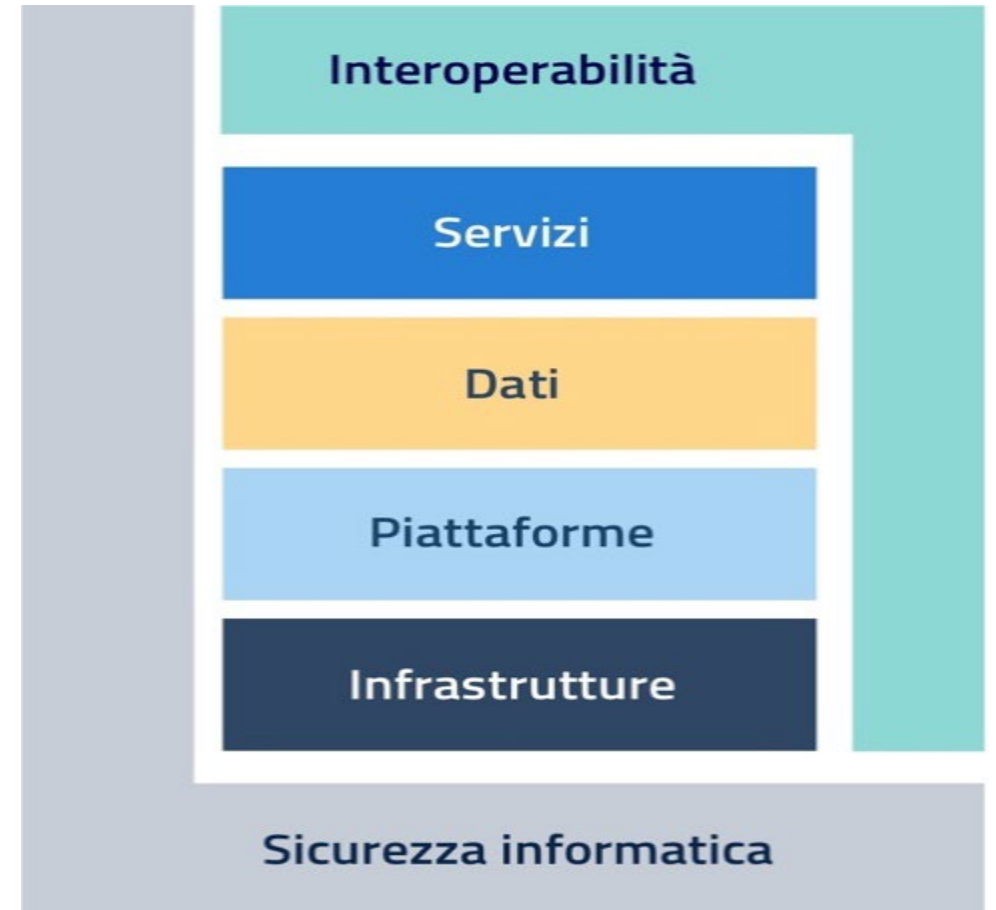 Interoperabilità
Servizi
Dati
Piattaforme
Infrastrutture
Sicurezza informatica